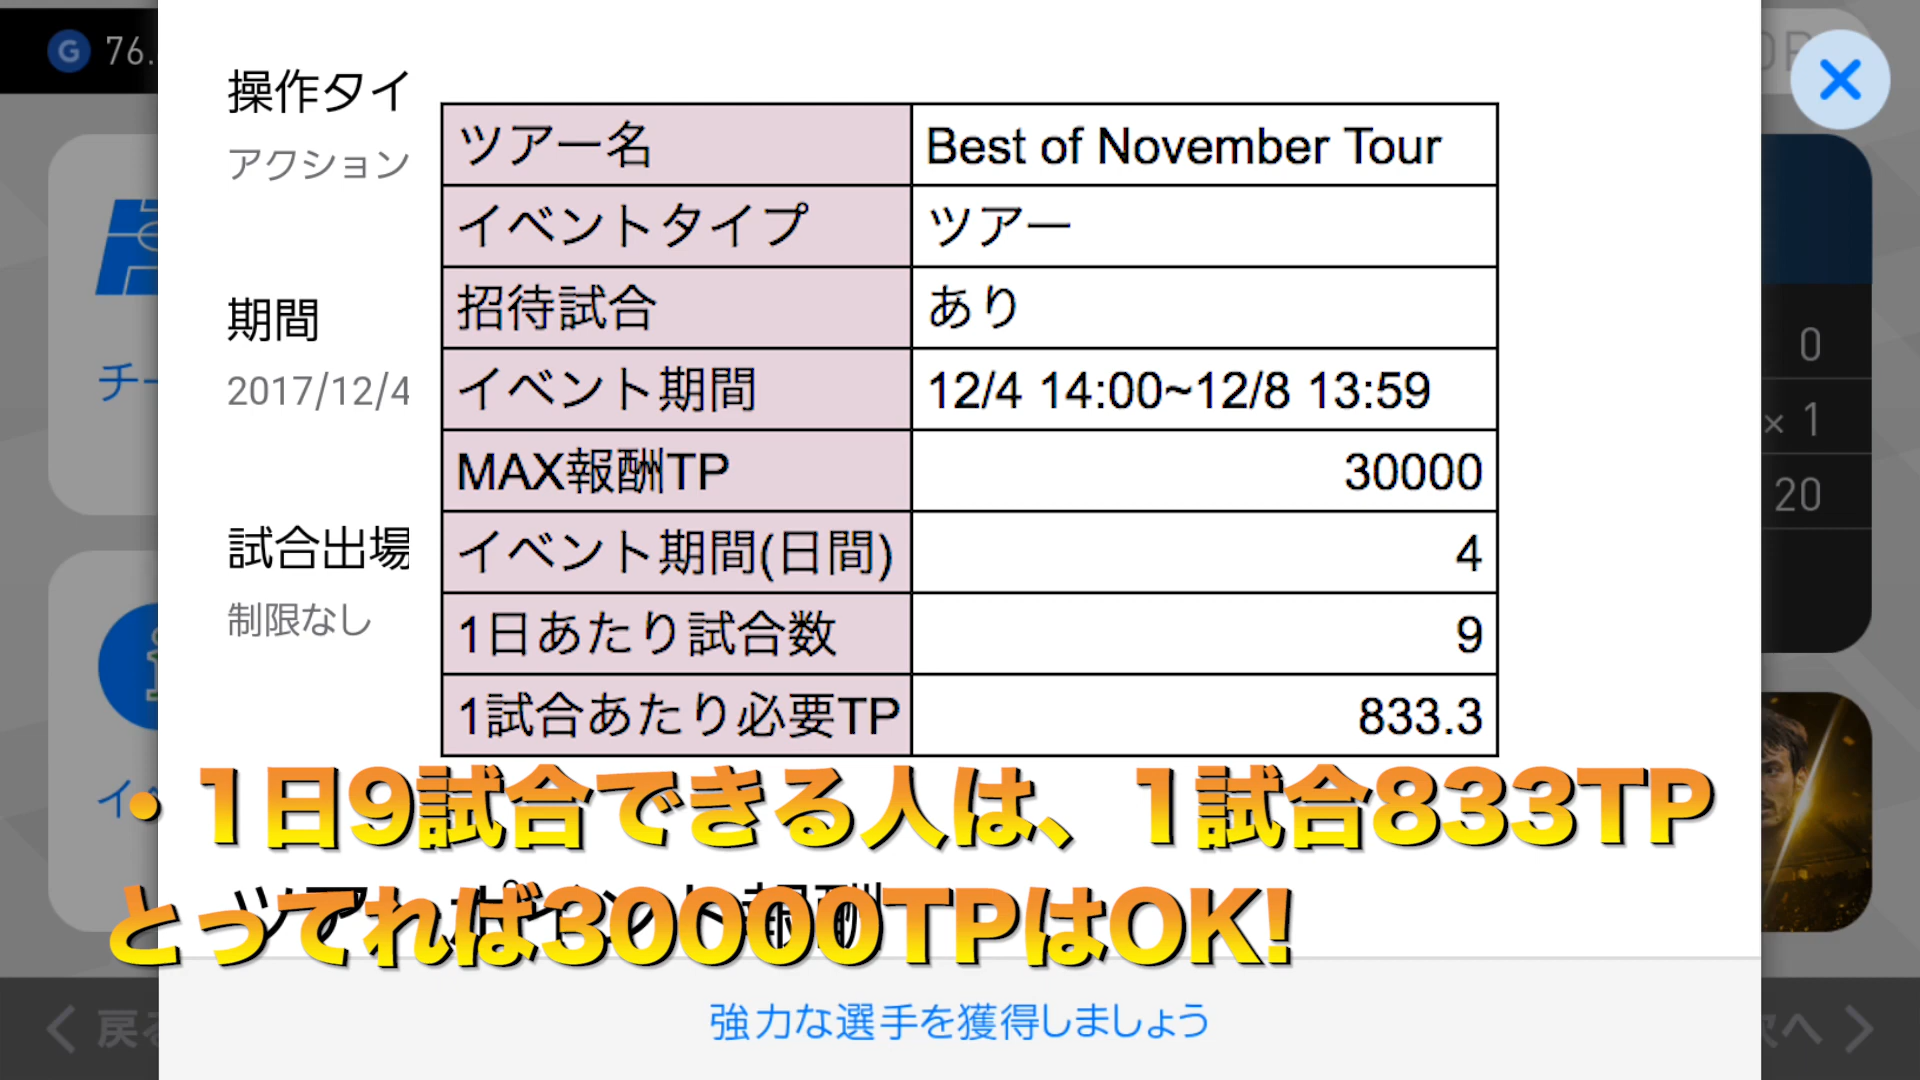 76.
操作タイ
アクション
期間
2017/12/4
試合出場
制限なし
ツアー名 Best of November Tour
イベントタイプ ツアー
招待試合 あり
イベント期間 12/4 14:00~12/8 13:59
MAX報酬TP 30000
イベント期間(日間) 4
1日あたり試合数 9
1試合あたり必要TP 833.3
0
× 1
20
・1日9試合できる人は、1試合833TP
とってれば30000TPはOK!
強力な選手を獲得しましょう
戻る
次へ